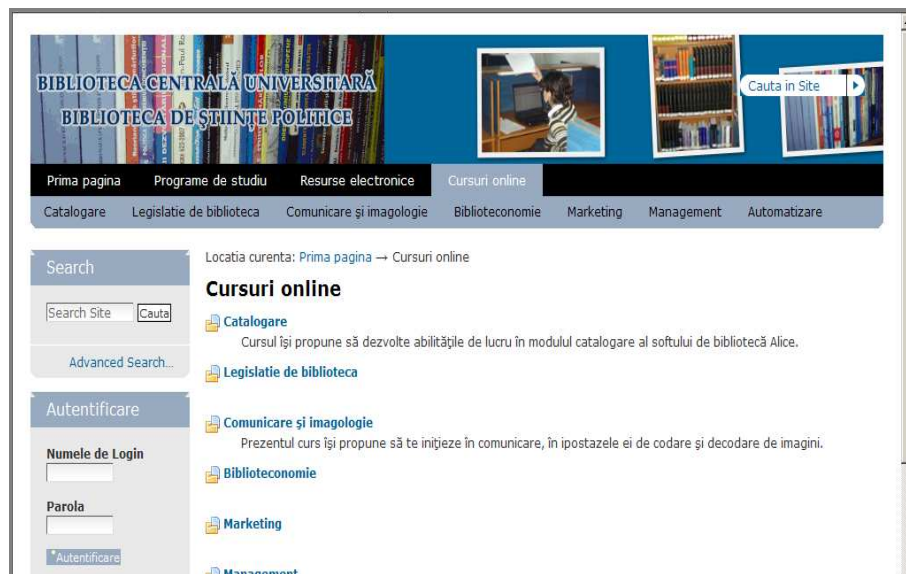 BIBLIOTECA CENTRALĂ UNIVERSITARĂ
BIBLIOTECA DE ŞTIINŢE POLITICE
Cauta in Site
Prima pagina Programe de studiu Resurse electronice Cursuri online
Catalogare Legislatie de biblioteca Comunicare şi imagologie Biblioteconomie Marketing Management Automatizare
Search
Search Site Cauta
Advanced Search...
Autentificare
Numele de Login
Parola
Autentificare
Locatia curenta: Prima pagina → Cursuri online
Cursuri online
Catalogare
Cursul îşi propune să dezvolte abilităţile de lucru în modulul catalogare al softului de bibliotecă Alice.
Legislatie de biblioteca
Comunicare şi imagologie
Prezentul curs îşi propune să te iniţieze în comunicare, în ipostazele ei de codare şi decodare de imagini.
Biblioteconomie
Marketing
Management